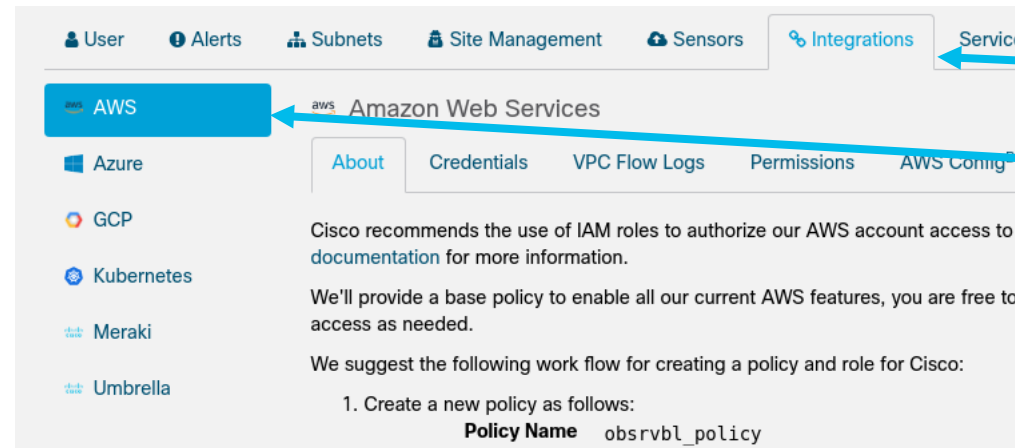 User Alerts Subnets Site Management Sensors Integrations
AWS
aws Amazon Web Services
Azure
About Credentials VPC Flow Logs Permissions AWS Config
GCP
Cisco recommends the use of IAM roles to authorize our AWS account access to
documentation for more information.
Kubernetes
We'll provide a base policy to enable all our current AWS features, you are free to
access as needed.
Meraki
We suggest the following work flow for creating a policy and role for Cisco:
Umbrella
1. Create a new policy as follows:
Policy Name obsrvbl_policy